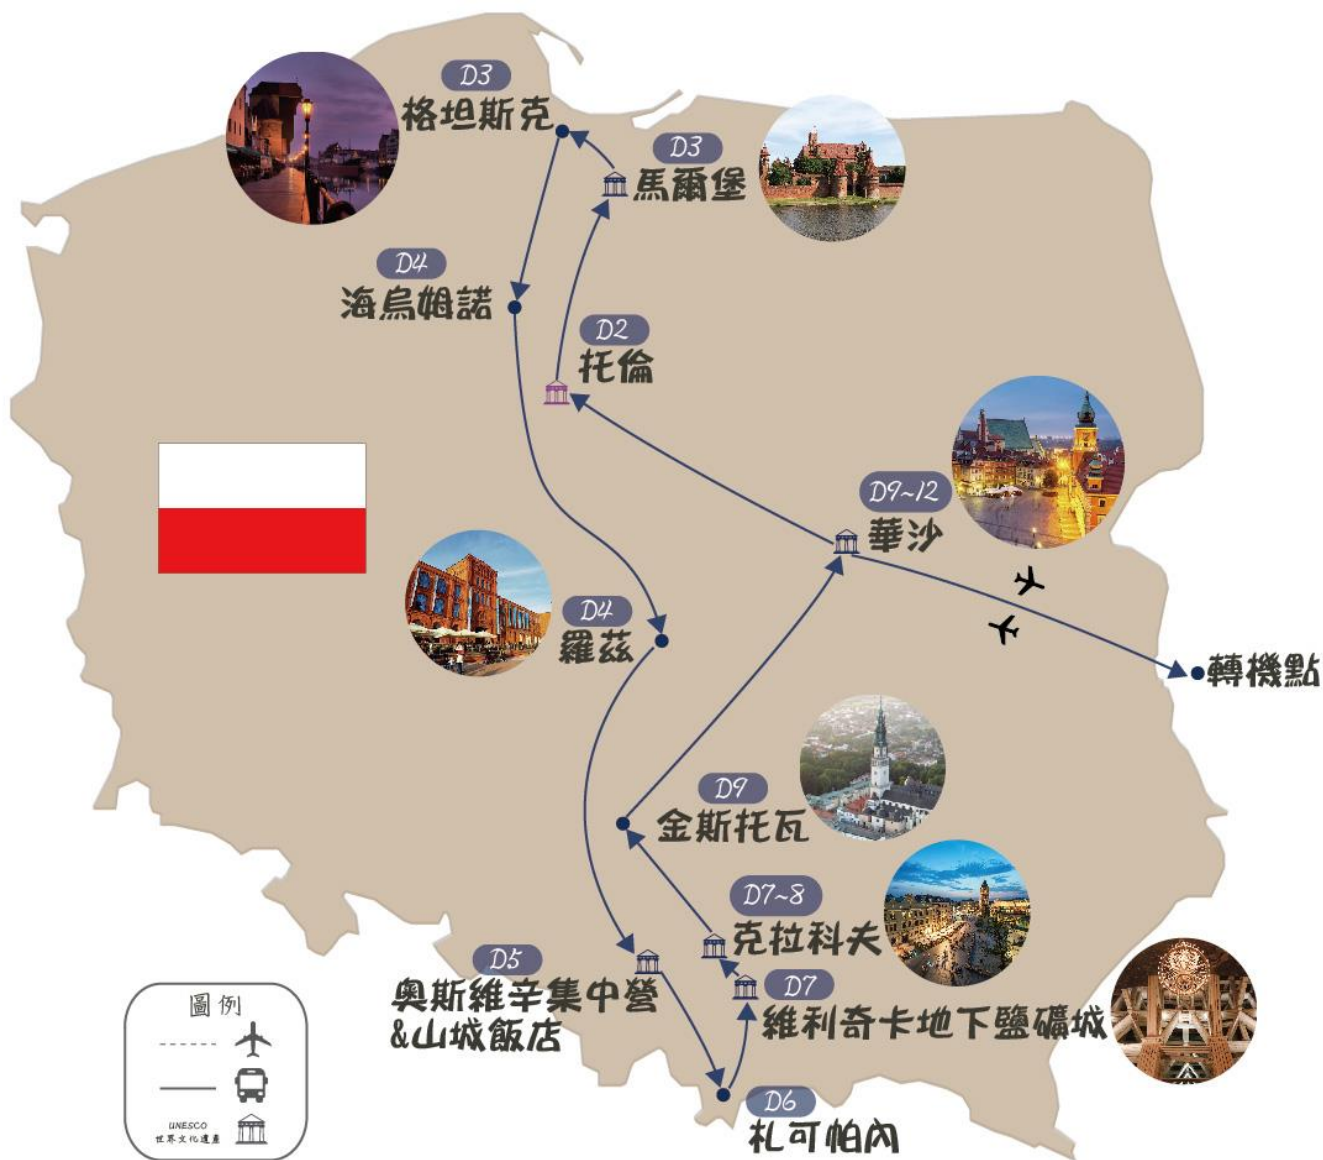 D3
格坦斯克
D3
馬爾堡
D4
海烏姆諾
D2
托倫
D9~12
華沙
D4
羅茲
轉機點
D9
金斯托瓦
D7~8
克拉科夫
D5
奧斯維辛集中營
&山城飯店
D7
維利奇卡地下鹽礦城
D6
札可帕內
圖例
UNESCO
世界文化遺產